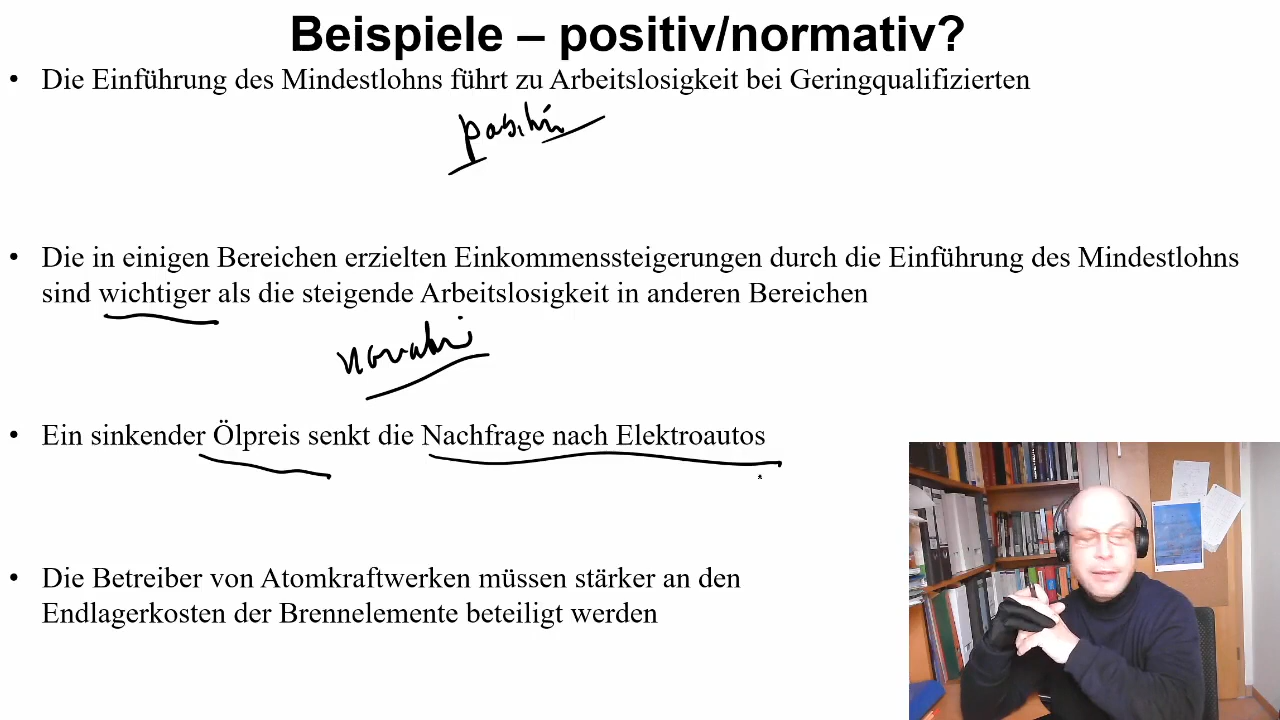 Beispiele – positiv/normativ?
• Die Einführung des Mindestlohns führt zu Arbeitslosigkeit bei Geringqualifizierten
positiv
• Die in einigen Bereichen erzielten Einkommenssteigerungen durch die Einführung des Mindestlohns
sind wichtiger als die steigende Arbeitslosigkeit in anderen Bereichen
• Ein sinkender Ölpreis senkt die Nachfrage nach Elektroautos
• Die Betreiber von Atomkraftwerken müssen stärker an den
Endlagerkosten der Brennelemente beteiligt werden